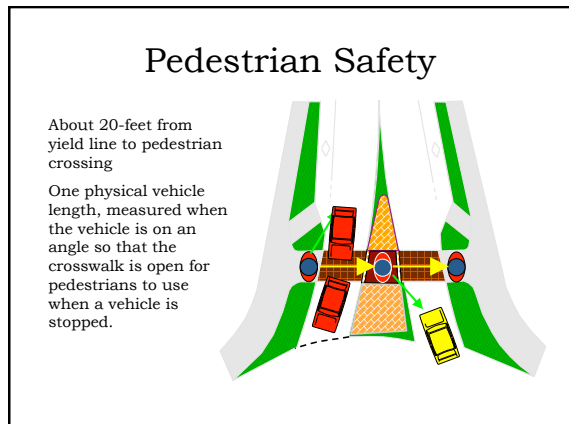 Pedestrian Safety
About 20-feet from
yield line to pedestrian
crossing
One physical vehicle
length, measured when
the vehicle is on an
angle so that the
crosswalk is open for
pedestrians to use
when a vehicle is
stopped.